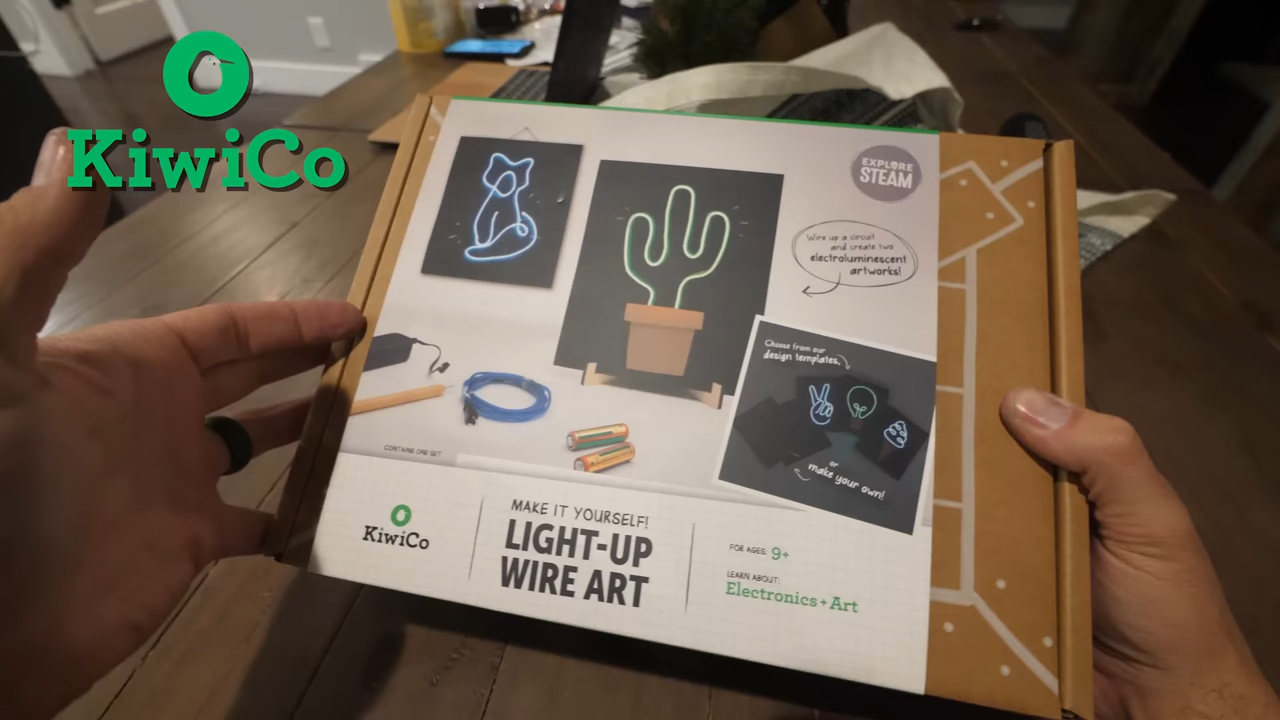 KiwiCo
EXPLORE
STEAM
Wire up a circuit
and create two
electroluminescent
artworks!
Choose from our
design templates,
or
make your own!
CONTAINS ONE SET
KiwiCo
MAKE IT YOURSELF!
LIGHT-UP
WIRE ART
FOR AGES: 9+
LEARN ABOUT:
Electronics + Art